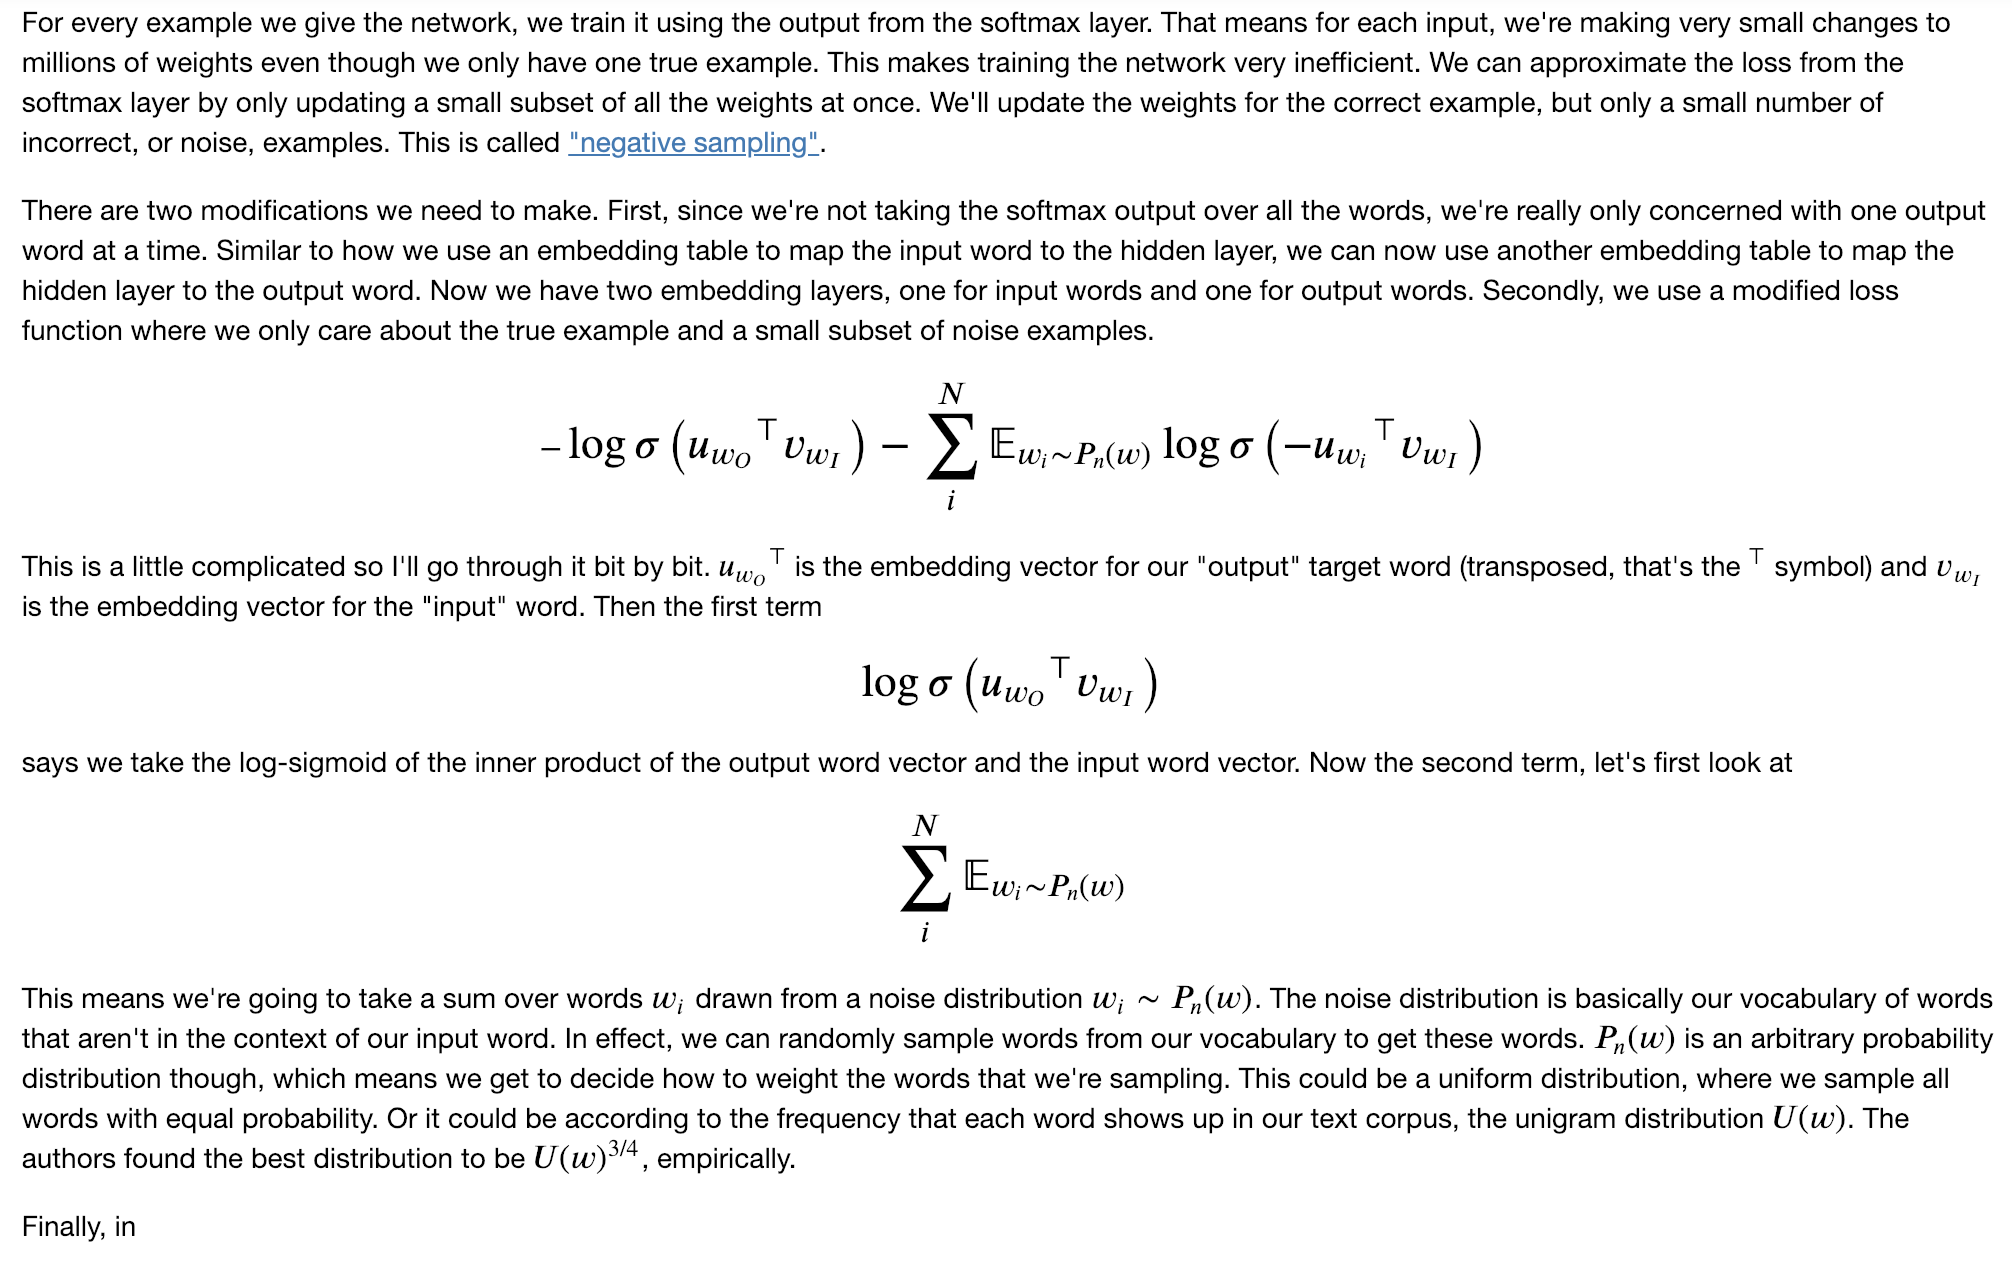 For every example we give the network, we train it using the output from the softmax layer. That means for each input, we're making very small changes to
millions of weights even though we only have one true example. This makes training the network very inefficient. We can approximate the loss from the
softmax layer by only updating a small subset of all the weights at once. We'll update the weights for the correct example, but only a small number of
incorrect, or noise, examples. This is called "negative sampling".
There are two modifications we need to make. First, since we're not taking the softmax output over all the words, we're really only concerned with one output
word at a time. Similar to how we use an embedding table to map the input word to the hidden layer, we can now use another embedding table to map the
hidden layer to the output word. Now we have two embedding layers, one for input words and one for output words. Secondly, we use a modified loss
function where we only care about the true example and a small subset of noise examples.
$-\log \sigma \left(u_{w_O}{}^\top v_{w_I}\right) - \sum_i^N \mathbb{E}_{w_i \sim P_n(w)} \log \sigma \left(-u_{w_i}{}^\top v_{w_I}\right)$
This is a little complicated so I'll go through it bit by bit. $u_{w_O}{}^\top$ is the embedding vector for our "output" target word (transposed, that's the $^\top$ symbol) and $v_{w_I}$
is the embedding vector for the "input" word. Then the first term
$\log \sigma \left(u_{w_O}{}^\top v_{w_I}\right)$
says we take the log-sigmoid of the inner product of the output word vector and the input word vector. Now the second term, let's first look at
$\sum_i^N \mathbb{E}_{w_i \sim P_n(w)}$
This means we're going to take a sum over words $w_i$ drawn from a noise distribution $w_i \sim P_n(w)$. The noise distribution is basically our vocabulary of words
that aren't in the context of our input word. In effect, we can randomly sample words from our vocabulary to get these words. $P_n(w)$ is an arbitrary probability
distribution though, which means we get to decide how to weight the words that we're sampling. This could be a uniform distribution, where we sample all
words with equal probability. Or it could be according to the frequency that each word shows up in our text corpus, the unigram distribution $U(w)$. The
authors found the best distribution to be $U(w)^{3/4}$, empirically.
Finally, in